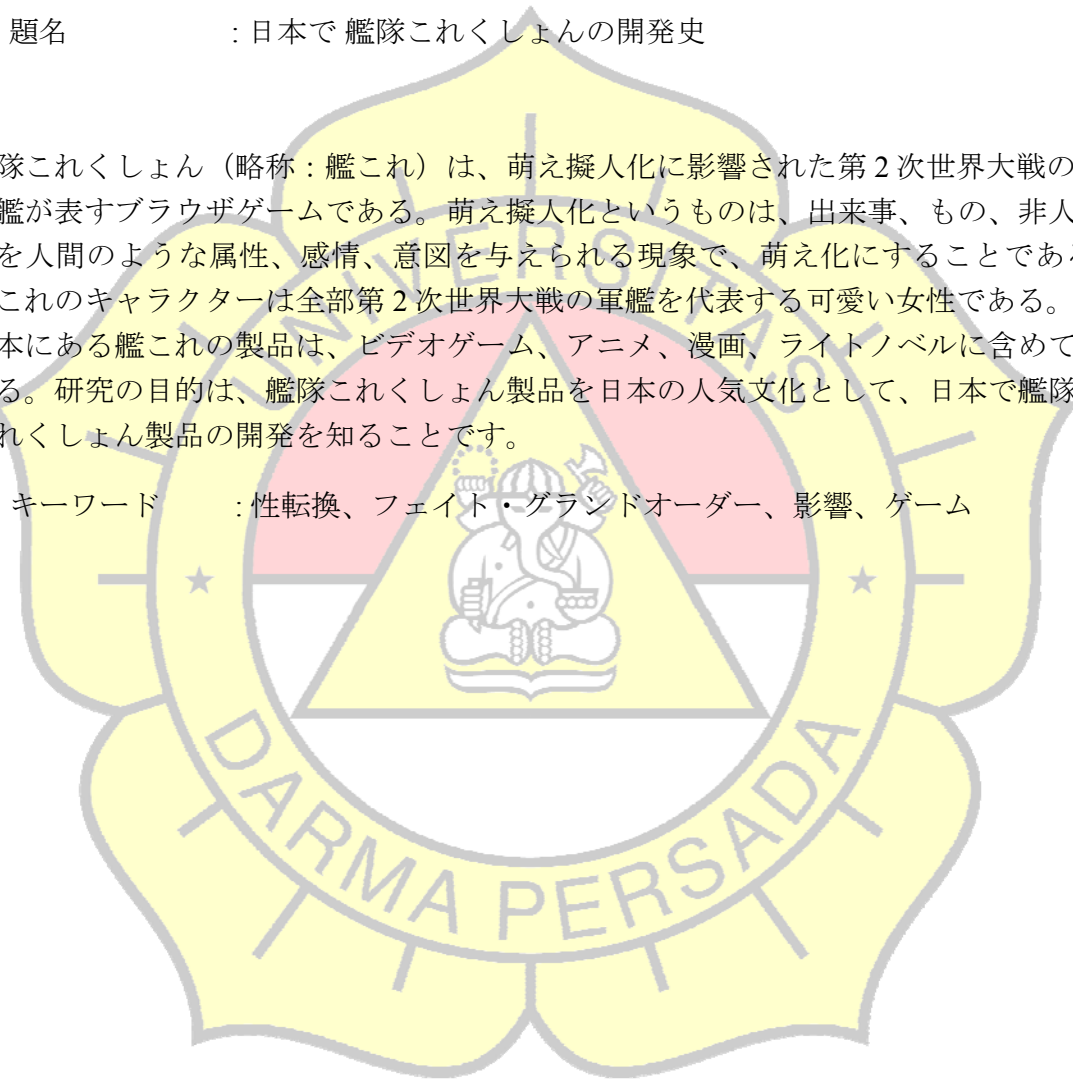 題名 : 日本で 艦隊これくしょんの開発史
隊これくしょん（略称 : 艦これ）は、萌え擬人化に影響された第 2 次世界大戦の
艦が表すブラウザゲームである。萌え擬人化というものは、出来事、もの、非人
を人間のような属性、感情、意図を与えられる現象で、萌え化にすることである
これのキャラクターは全部第 2 次世界大戦の軍艦を代表する可愛い女性である。
本にある艦これの製品は、ビデオゲーム、アニメ、漫画、ライトノベルに含めて
る。研究の目的は、艦隊これくしょん製品を日本の人気文化として、日本で艦隊
れくしょん製品の開発を知ることです。
キーワード : 性転換、フェイト・グランドオーダー、影響、ゲーム
UNIVERSITAS
DARMA PERSADA